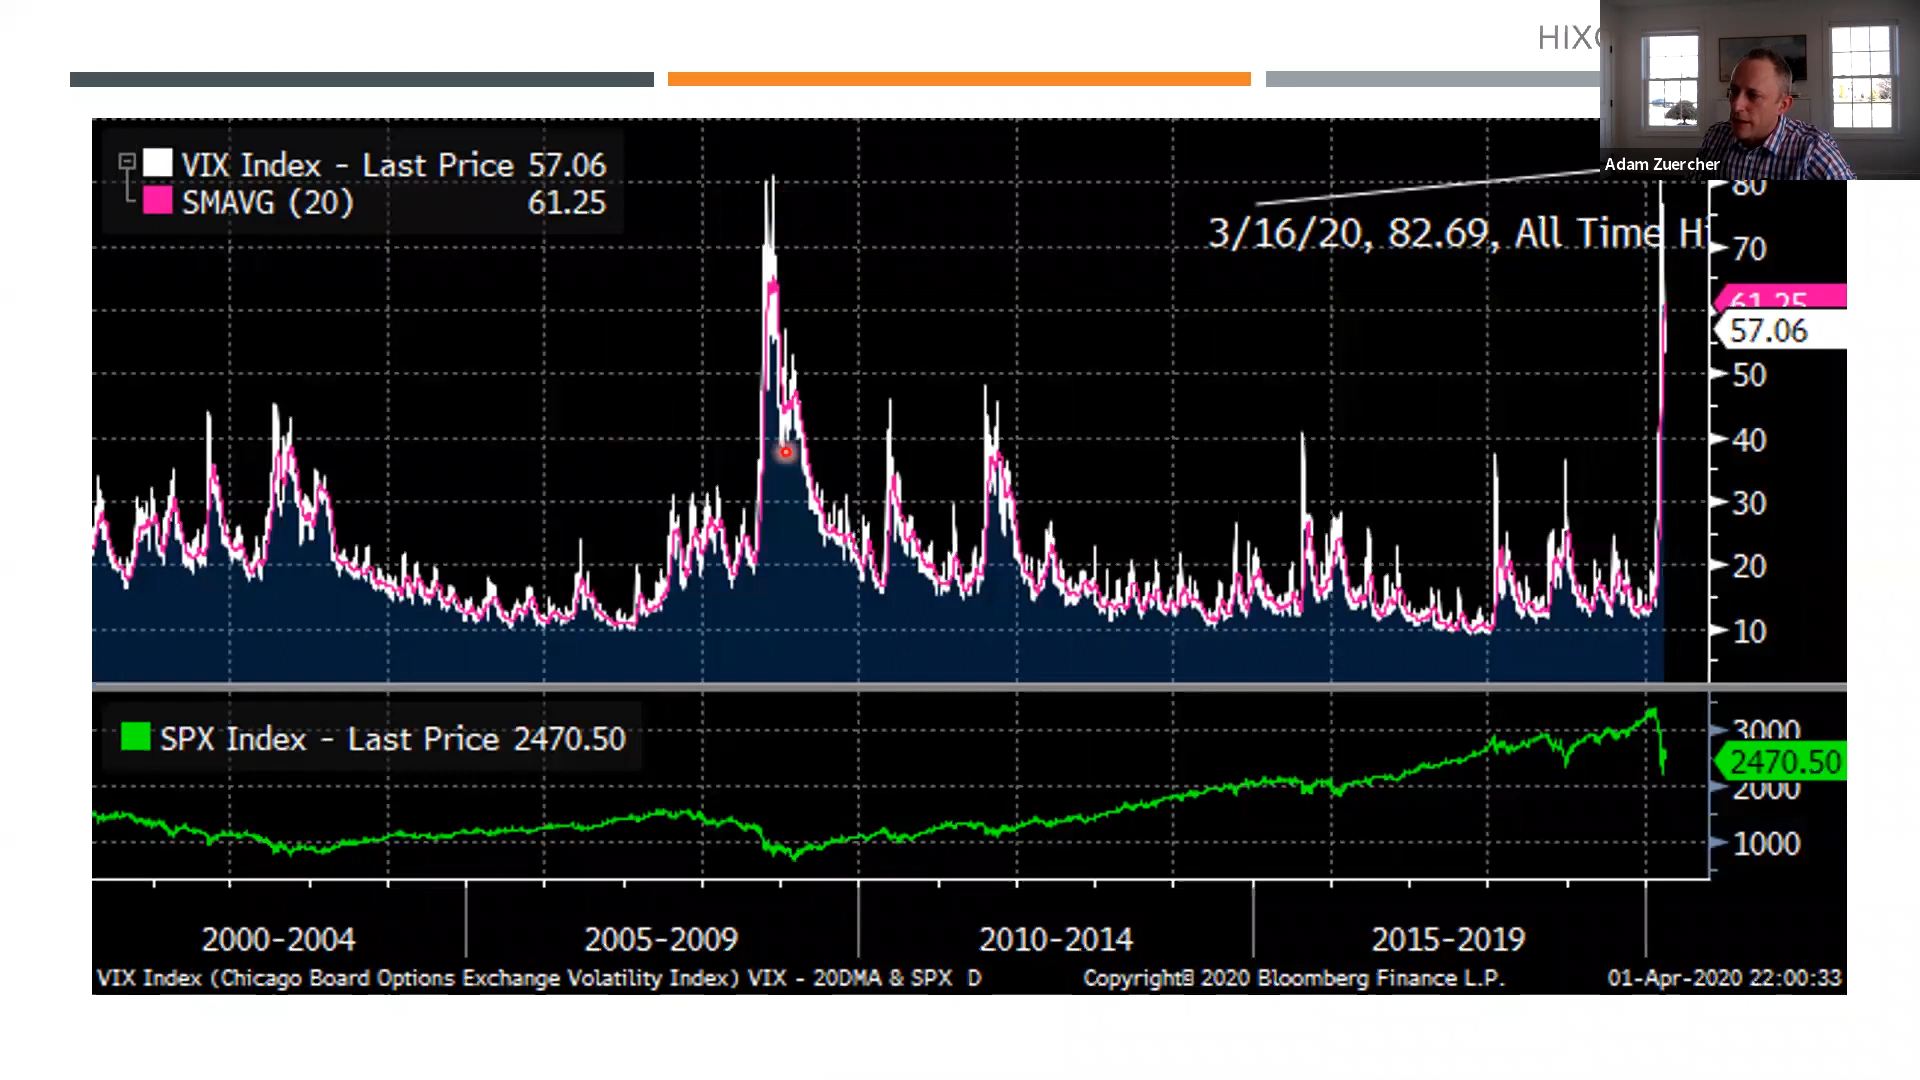 Adam Zuercher
VIX Index - Last Price 57.06
SMAVG (20) 61.25
3/16/20, 82.69, All Time
80
70
61.25
57.06
50
40
30
20
10
SPX Index - Last Price 2470.50
3000
2470.50
2000
1000
2000-2004 2005-2009 2010-2014 2015-2019
VIX Index (Chicago Board Options Exchange Volatility Index) VIX - 20DMA & SPX D Copyright© 2020 Bloomberg Finance L.P. 01-Apr-2020 22:00:33